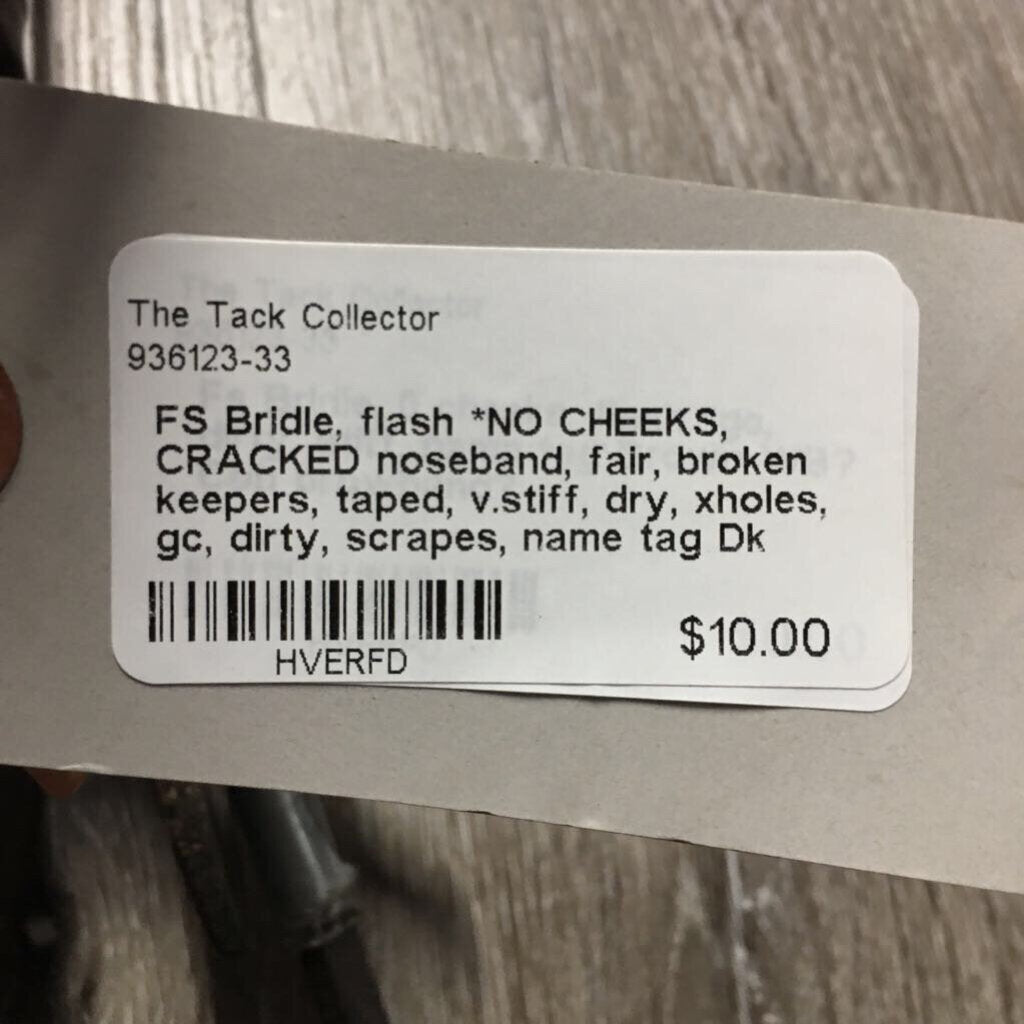 The Tack Collector
936123-33
FS Bridle, flash *NO CHEEKS,
CRACKED noseband, fair, broken
keepers, taped, v.stiff, dry, xholes,
gc, dirty, scrapes, name tag Dk
HVERFD
$10.00